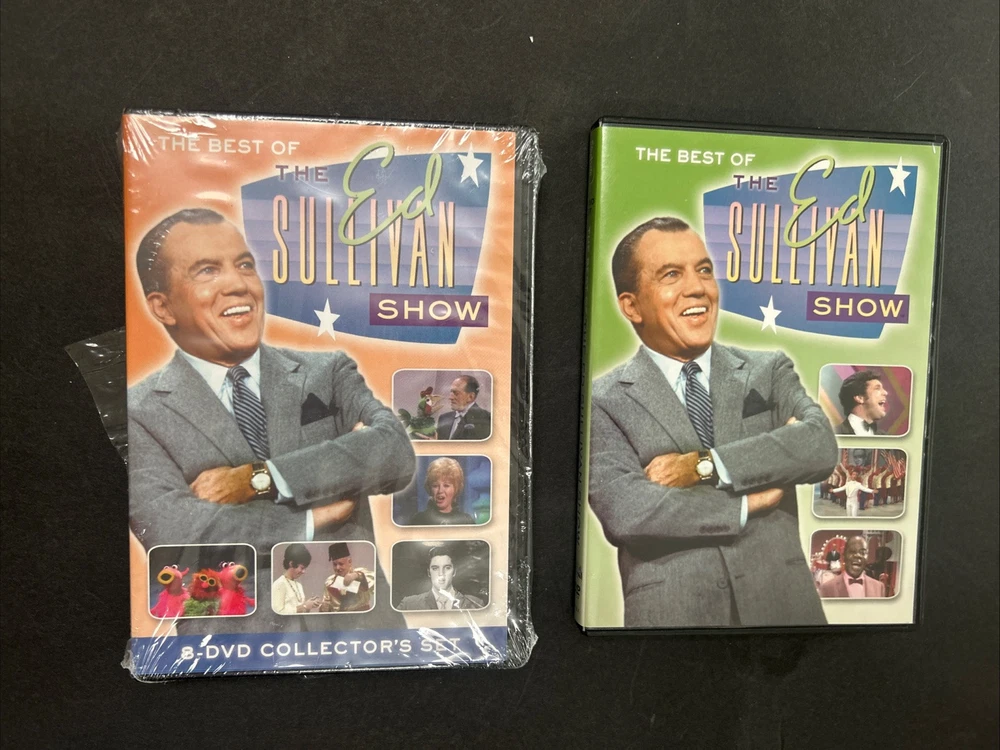 THE BEST OF
THE Ed
SULLIVAN
SHOW
8-DVD COLLECTOR'S SET
THE BEST OF
THE Ed
SULLIVAN
SHOW